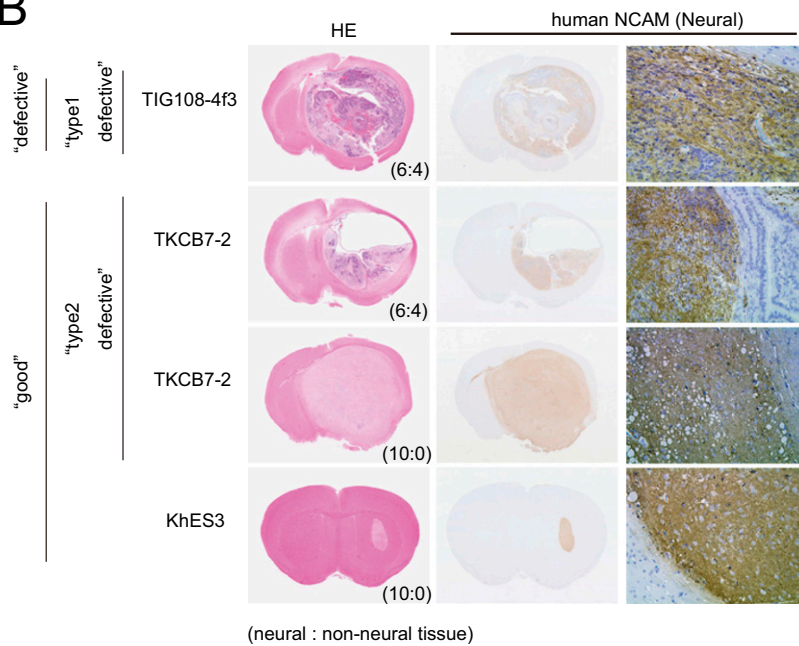 B
HE
human NCAM (Neural)
"defective"
"type1
defective"
TIG108-4f3
(6:4)
"good"
"type2
defective"
TKCB7-2
(6:4)
TKCB7-2
(10:0)
KhES3
(10:0)
(neural : non-neural tissue)